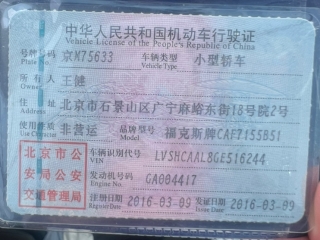 中华人民共和国机动车行驶证
Vehicle License of the People's Republic of China
号牌号码 京N75633 车辆类型 小型轿车
Plate No. Vehicle Type
所有人 王健
Owner
住址 北京市石景山区广宁麻峪东街18号院2号
Address
使用性质 非营运 品牌型号 福克斯牌CAF7155B51
Use Character Model
北京市公安局公安交通管理局
车辆识别代号 LVSHCAAL8GE516244
VIN
发动机号码 GA084417
Engine No.
注册日期 2016-03-09 发证日期 2016-03-09
Register Date Issue Date